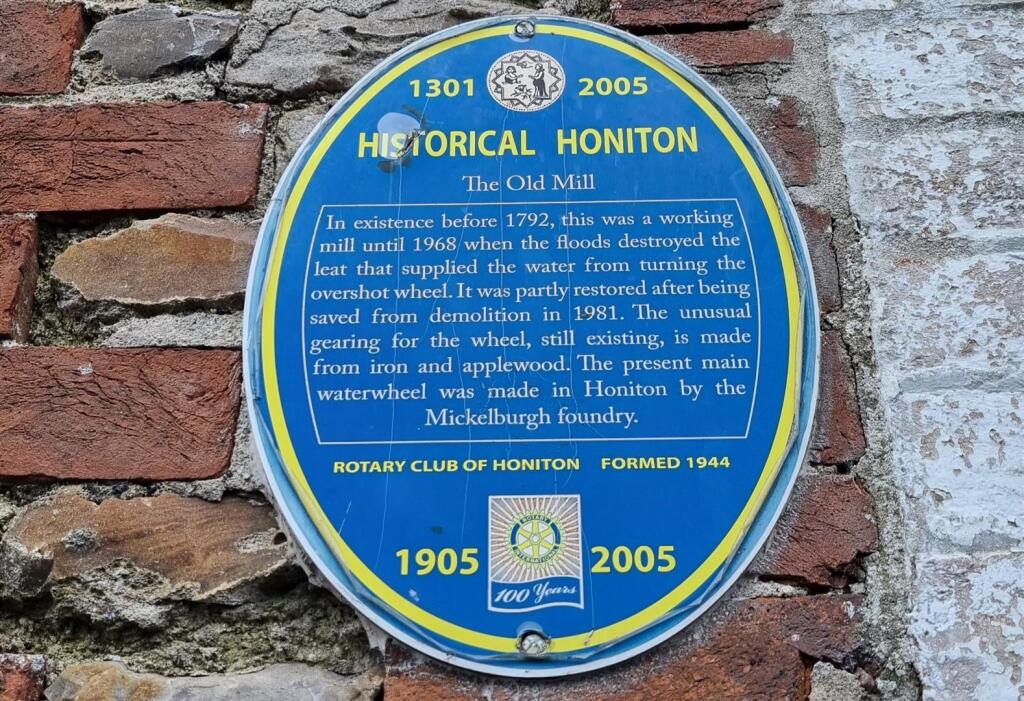 1301 2005
HISTORICAL HONITON
The Old Mill
In existence before 1792, this was a working
mill until 1968 when the floods destroyed the
leat that supplied the water from turning the
overshot wheel. It was partly restored after being
saved from demolition in 1981. The unusual
gearing for the wheel, still existing, is made
from iron and applewood. The present main
waterwheel was made in Honiton by the
Mickelburgh foundry.
ROTARY CLUB OF HONITON FORMED 1944
ROTARY
INTERNATIONAL
1905 2005
100 Years